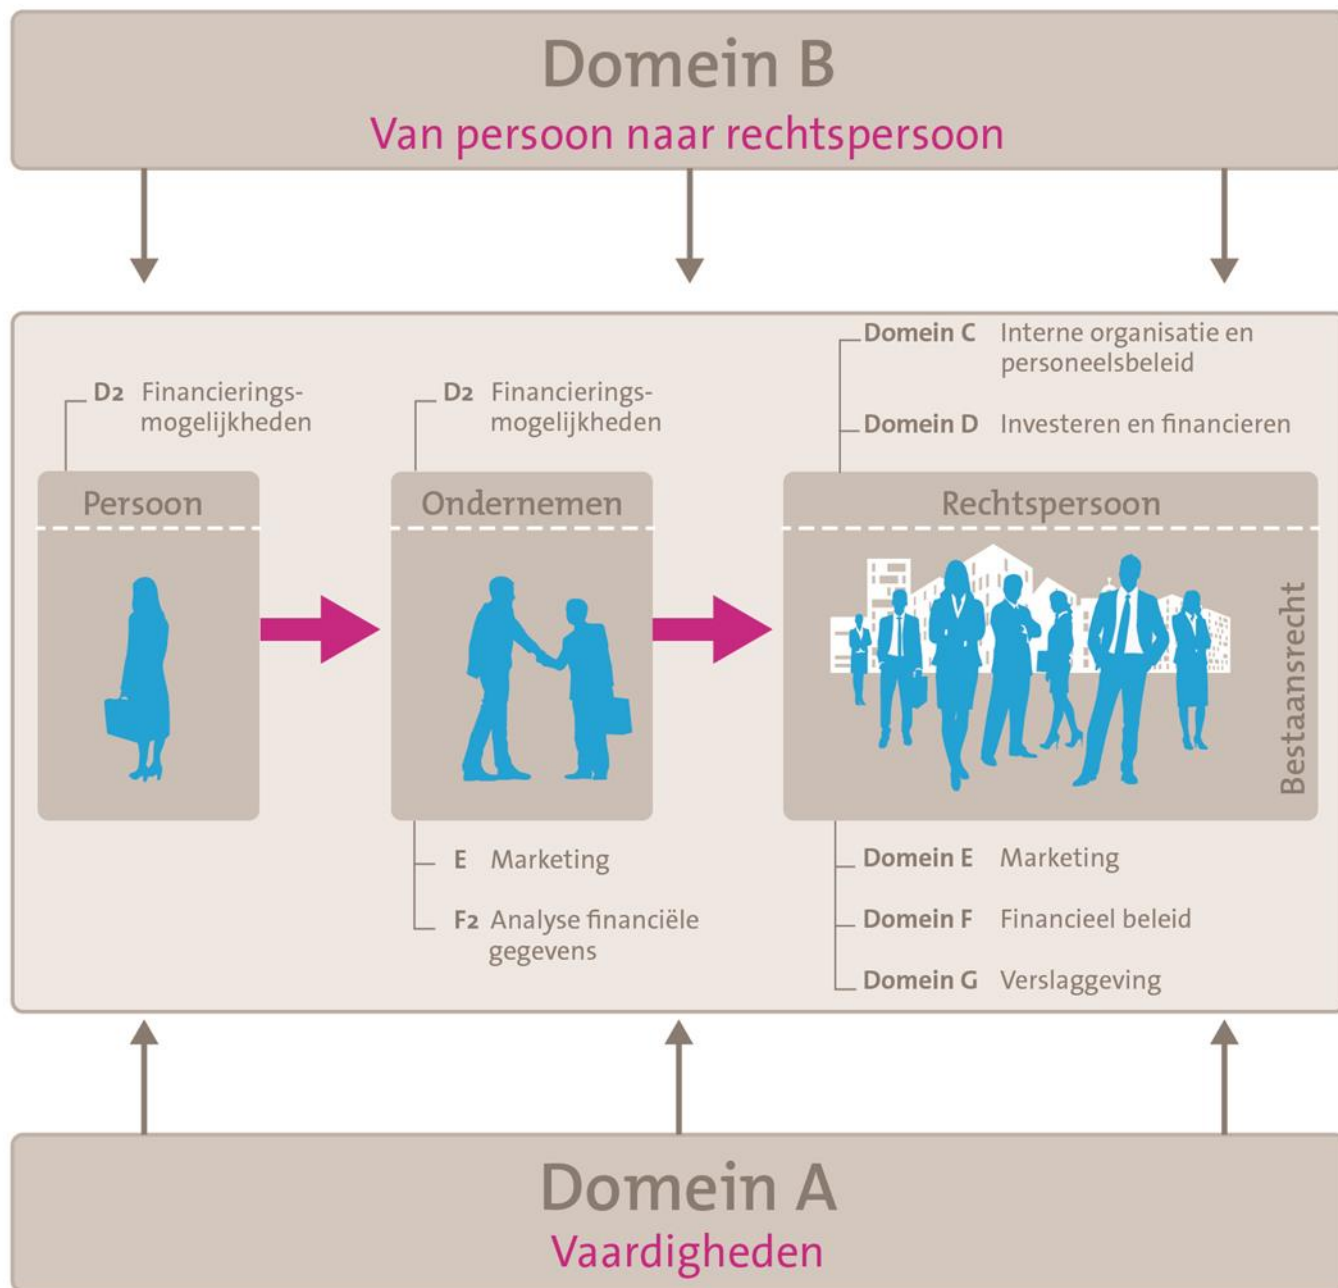 Domein B
Van persoon naar rechtspersoon
D2 Financierings-
mogelijkheden
Persoon
D2 Financierings-
mogelijkheden
Ondernemen
E Marketing
F2 Analyse financiële
gegevens
Domein C Interne organisatie en
personeelsbeleid
Domein D Investeren en financieren
Rechtspersoon
Bestaansrecht
Domein E Marketing
Domein F Financieel beleid
Domein G Verslaggeving
Domein A
Vaardigheden